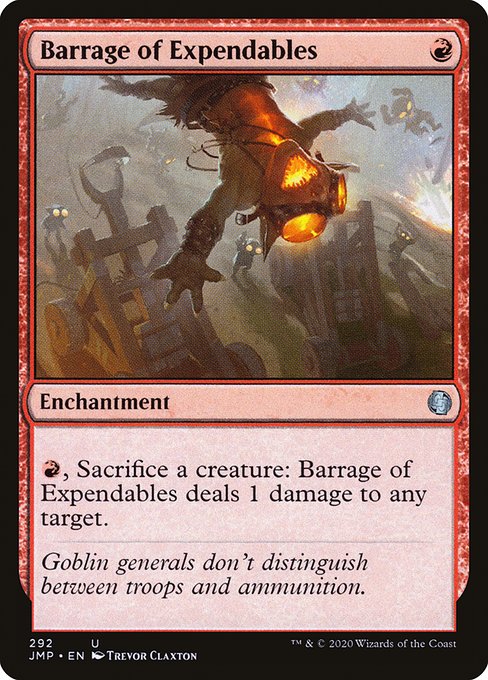 Barrage of Expendables
Enchantment
, Sacrifice a creature: Barrage of
Expendables deals 1 damage to any
target.
Goblin generals don't distinguish
between troops and ammunition.
292 U
JMP • EN Trevor Claxton
™ & © 2020 Wizards of the Coast